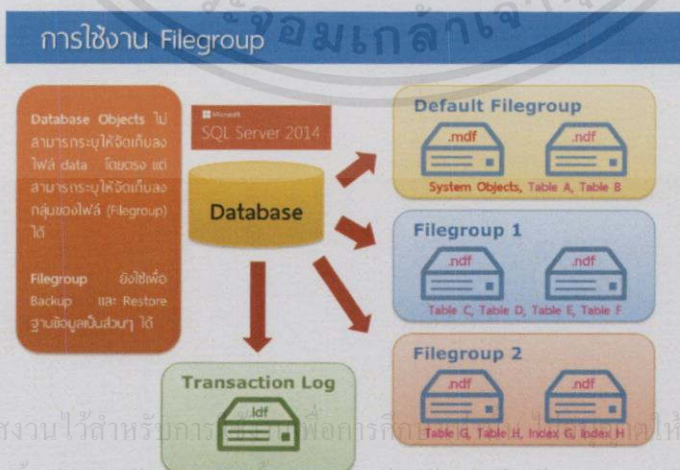 การใช้งาน Filegroup
Database Objects ไม่
สามารถระบุให้จัดเก็บลง
ไฟล์ data โดยตรง แต่
สามารถระบุให้จัดเก็บลง
กลุ่มของไฟล์ (Filegroup)
ได้
Filegroup ยังใช้เพื่อ
Backup และ Restore
ฐานข้อมูลเป็นส่วนๆ ได้
Microsoft
SQL Server 2014
Database
Default Filegroup
.mdf
.ndf
System Objects, Table A, Table B
Filegroup 1
.ndf
.ndf
Table C, Table D, Table E, Table F
Filegroup 2
.ndf
.ndf
Table G, Table H, Index G, Index H
Transaction Log
.ldf